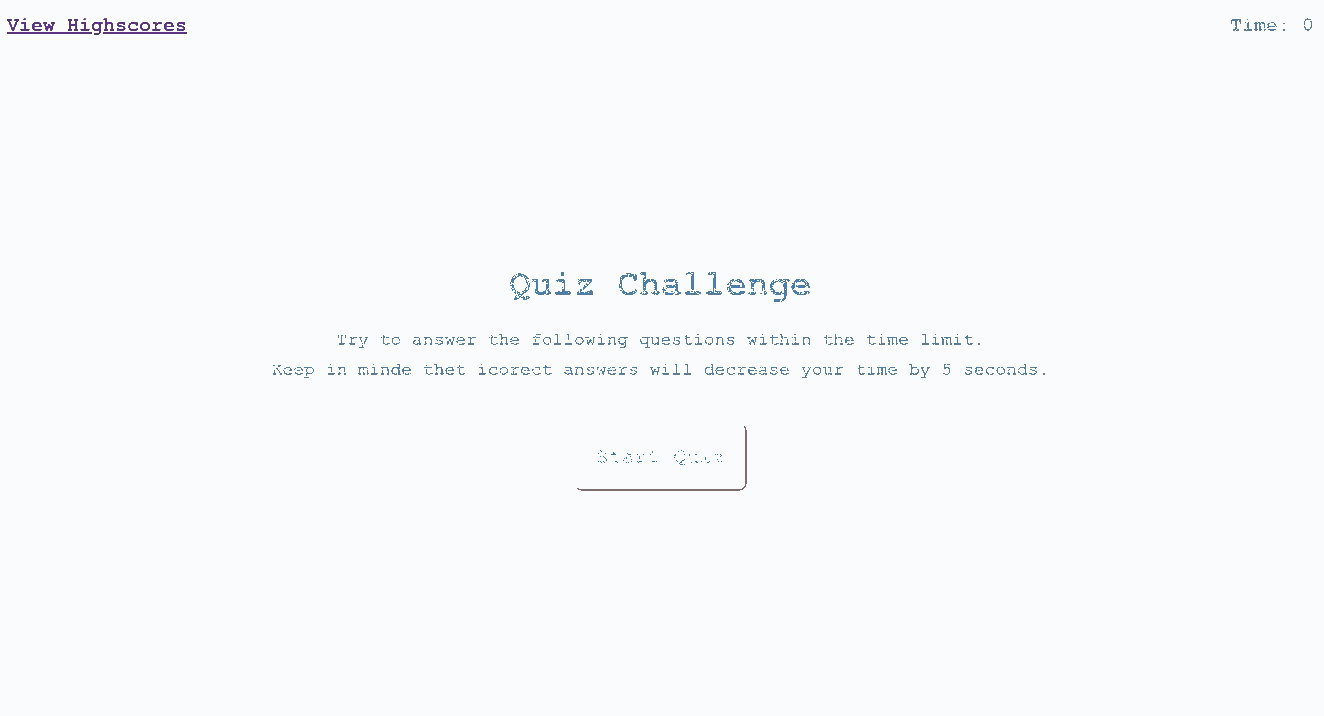 View Highscores
Time: 0
Quiz Challenge
Try to answer the following questions within the time limit.
Keep in minde thet icorect answers will decrease your time by 5 seconds.
Start Quiz